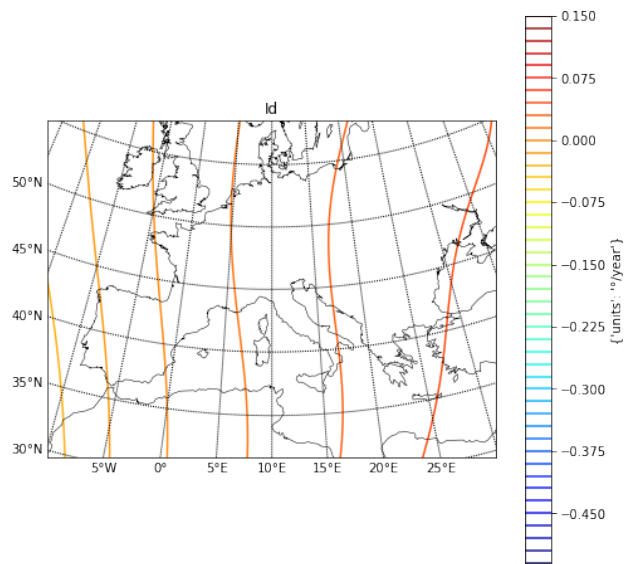 Id
50°N
45°N
40°N
35°N
30°N
5°W
0°
5°E
10°E
15°E
20°E
25°E
0.150
0.075
0.000
−0.075
−0.150
−0.225
−0.300
−0.375
−0.450
{'units': '°/year'}